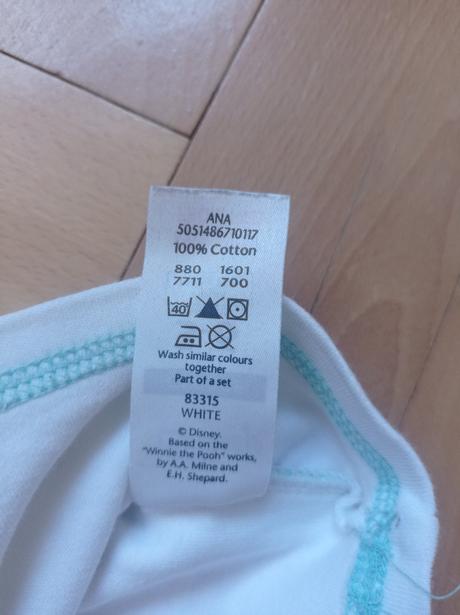 ANA
5051486710117
100% Cotton
880 1601
7711 700
40
Wash similar colours
together
Part of a set
83315
WHITE
© Disney.
Based on the
"Winnie the Pooh" works,
by A.A. Milne and
E.H. Shepard.